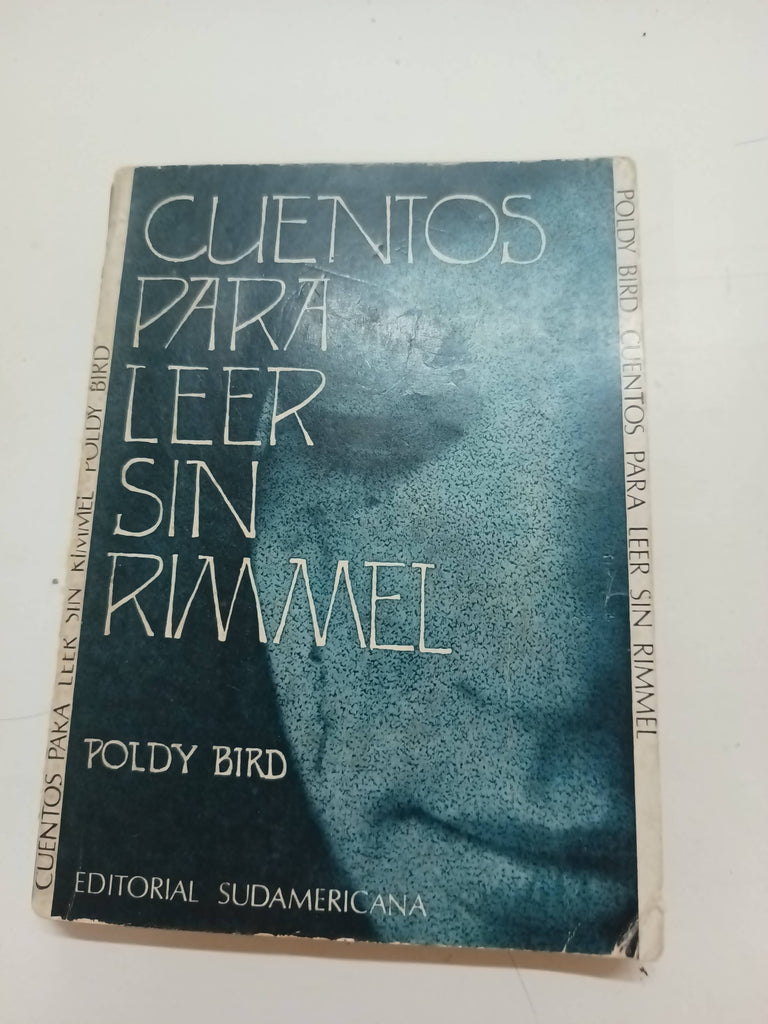 CUENTOS
PARA
LEER
SIN
RIMMEL
POLDY BIRD
EDITORIAL SUDAMERICANA
CUENTOS PARA LEER SIN RIMMEL POLDY BIRD
POLDY BIRD CUENTOS PARA LEER SIN RIMMEL